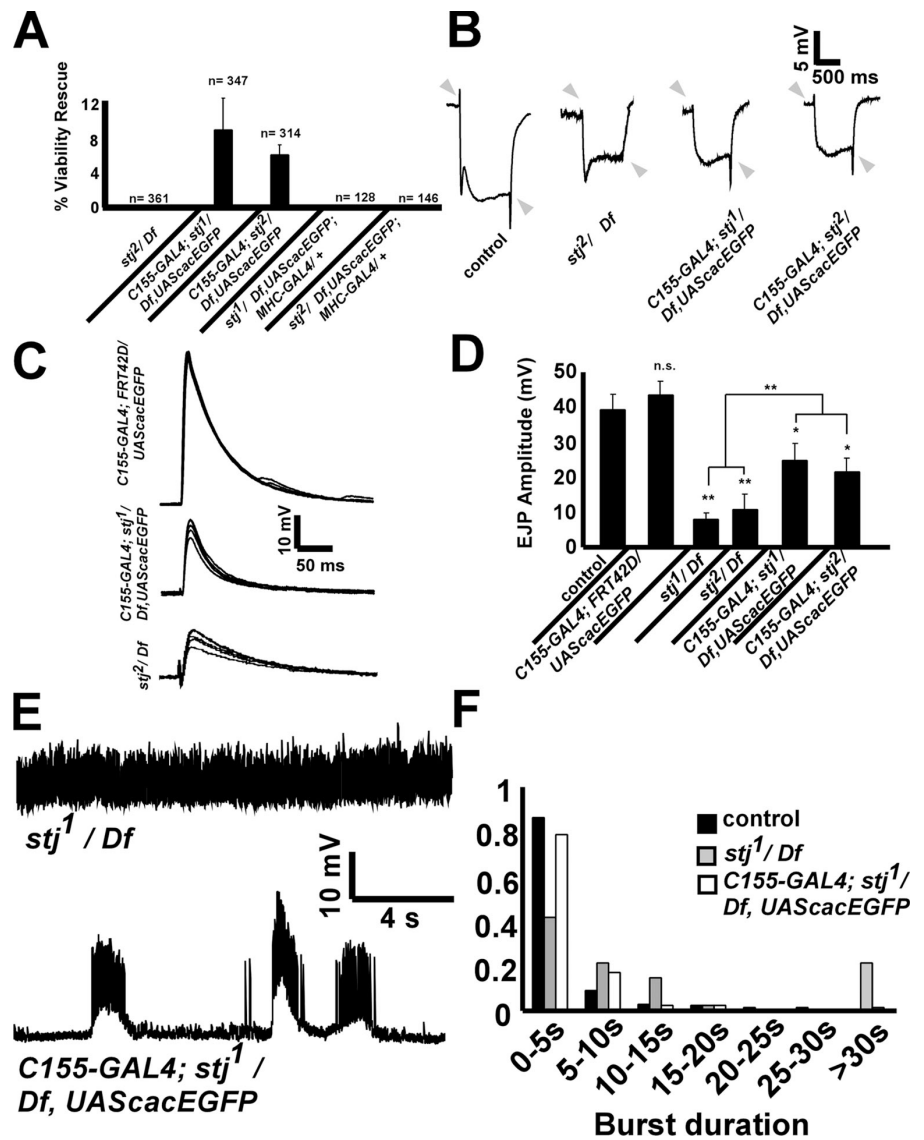 A
% Viability Rescue
12
8
4
0
n= 361
n= 347
n= 314
n= 128
n= 146
stj²/ Df
C155-GAL4; stj¹/
Df,UAScacEGFP
C155-GAL4; stj²/
Df,UAScacEGFP
stj¹/ Df,UAScacEGFP;
MHC-GAL4/ +
stj²/ Df,UAScacEGFP;
MHC-GAL4/ +
B
5 mV
500 ms
control
stj²/ Df
C155-GAL4; stj¹/
Df,UAScacEGFP
C155-GAL4; stj²/
Df,UAScacEGFP
C
C155-GAL4; FRT42D/
UAScacEGFP
C155-GAL4; stj¹/
Df,UAScacEGFP
stj²/ Df
10 mV
50 ms
D
EJP Amplitude (mV)
50
40
30
20
10
0
n.s.
**
**
**
*
*
control
C155-GAL4; FRT42D/
UAScacEGFP
stj¹/ Df
stj²/ Df
C155-GAL4; stj¹/
Df,UAScacEGFP
C155-GAL4; stj²/
Df,UAScacEGFP
E
stj¹ / Df
10 mV
4 s
C155-GAL4; stj¹ /
Df, UAScacEGFP
F
1
0.8
0.6
0.4
0.2
0
control
stj¹/ Df
C155-GAL4; stj¹/
Df, UAScacEGFP
0-5s
5-10s
10-15s
15-20s
20-25s
25-30s
>30s
Burst duration